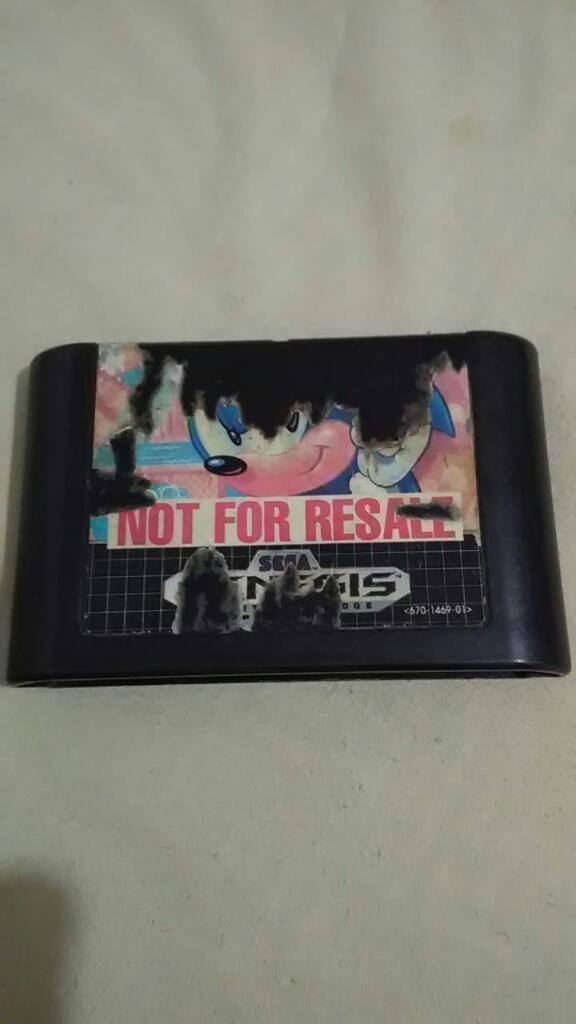 NOT FOR RESALE
SEGA
<670-1469-01>